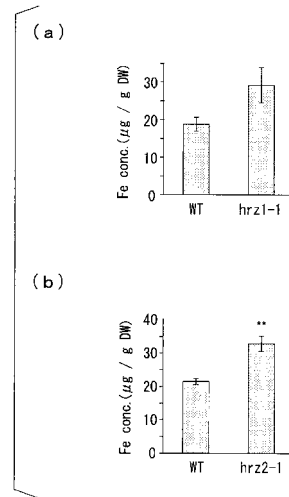 (a)
Fe conc. (μg / g DW)
30
20
10
0
WT hrz1-1
(b)
Fe conc. (μg / g DW)
40
30
20
10
0
**
WT hrz2-1